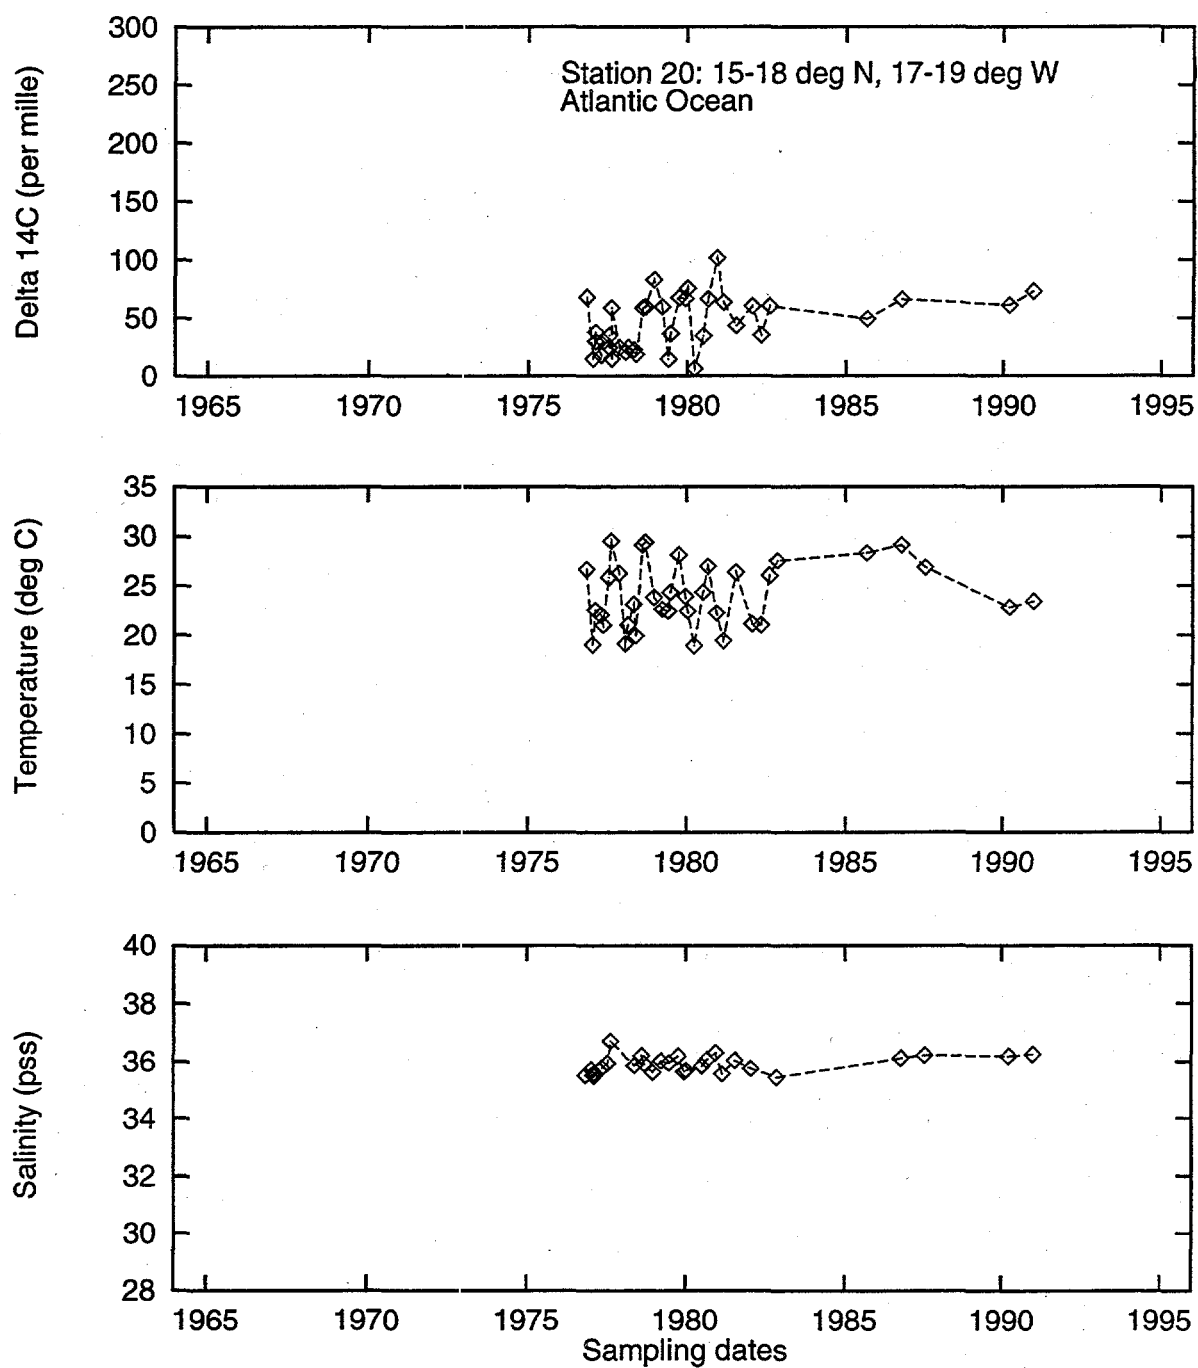 300
250
200
150
100
50
0
Delta 14C (per mille)
Station 20: 15-18 deg N, 17-19 deg W
Atlantic Ocean
1965 1970 1975 1980 1985 1990 1995
35
30
25
20
15
10
5
0
Temperature (deg C)
1965 1970 1975 1980 1985 1990 1995
40
38
36
34
32
30
28
Salinity (pss)
1965 1970 1975 1980 1985 1990 1995
Sampling dates